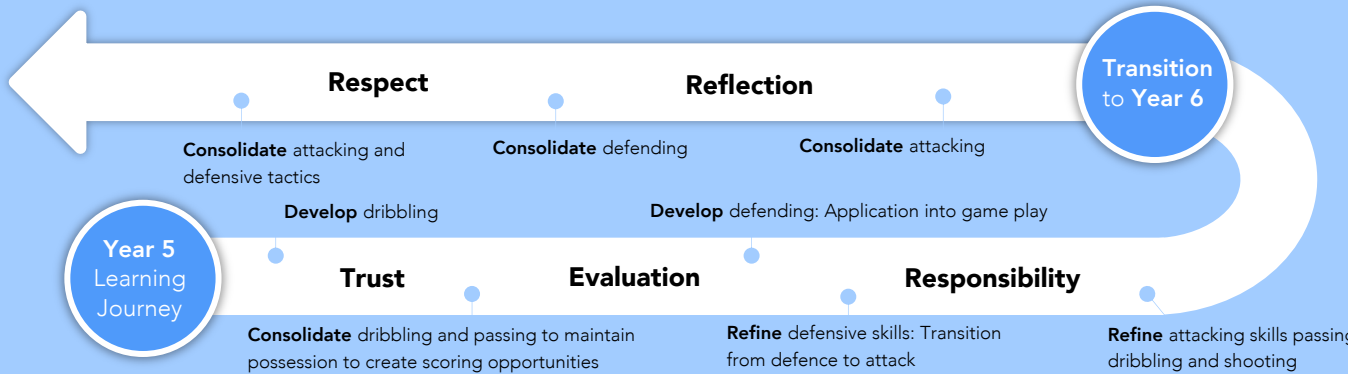 Respect
Reflection
Transition
to Year 6
Consolidate attacking and
defensive tactics
Consolidate defending
Consolidate attacking
Develop dribbling
Develop defending: Application into game play
Year 5
Learning
Journey
Trust
Evaluation
Responsibility
Consolidate dribbling and passing to maintain
possession to create scoring opportunities
Refine defensive skills: Transition
from defence to attack
Refine attacking skills passing
dribbling and shooting